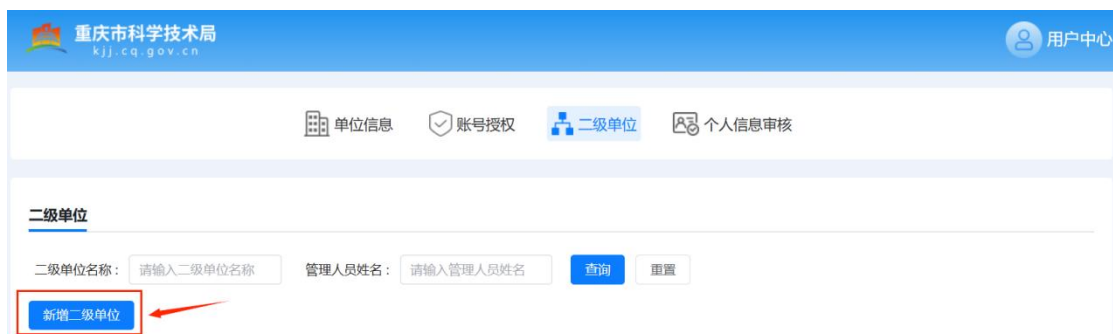 重庆市科学技术局
kjj.cq.gov.cn
用户中心
单位信息 账号授权 二级单位 个人信息审核
二级单位
二级单位名称： 请输入二级单位名称 管理人员姓名： 请输入管理人员姓名 查询 重置
新增二级单位